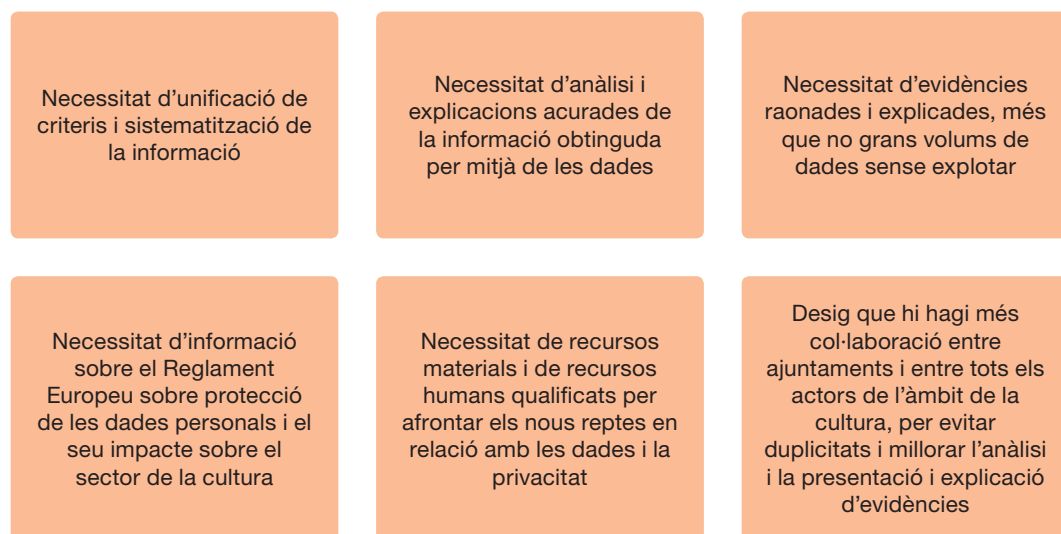 Necessitat d’unificació de
criteris i sistematització de
la informació
Necessitat d’anàlisi i
explicacions acurades de
la informació obtinguda
per mitjà de les dades
Necessitat d’evidències
raonades i explicades, més
que no grans volums de
dades sense explotar
Necessitat d’informació
sobre el Reglament
Europeu sobre protecció
de les dades personals i el
seu impacte sobre el
sector de la cultura
Necessitat de recursos
materials i de recursos
humans qualificats per
afrontar els nous reptes en
relació amb les dades i la
privacitat
Desig que hi hagi més
col·laboració entre
ajuntaments i entre tots els
actors de l’àmbit de la
cultura, per evitar
duplicitats i millorar l’anàlisi
i la presentació i explicació
d’evidències